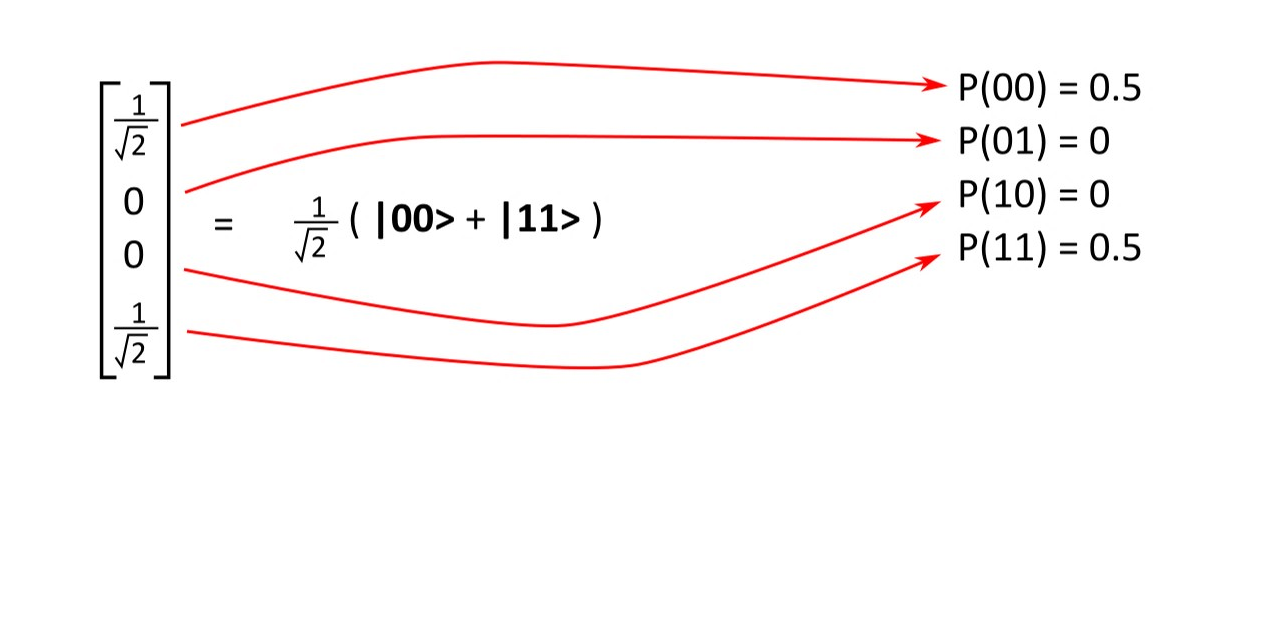 1/√2
0
0
1/√2
= 1/√2 ( |00> + |11> )
P(00) = 0.5
P(01) = 0
P(10) = 0
P(11) = 0.5